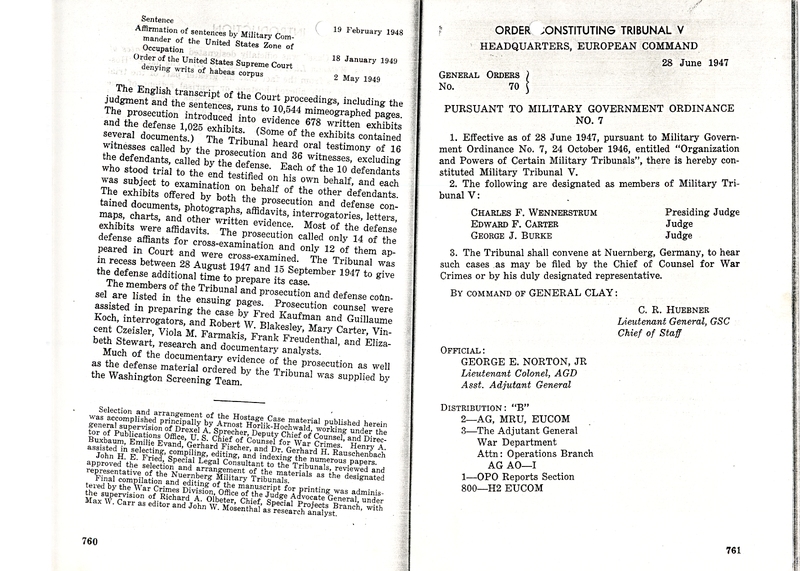 Sentence 19 February 1948
Affirmation of sentences by Military Com-
mander of the United States Zone of
Occupation 18 January 1949
Order of the United States Supreme Court
denying writs of habeas corpus 2 May 1949
The English transcript of the Court proceedings, including the
judgment and the sentences, runs to 10,544 mimeographed pages.
The prosecution introduced into evidence 678 written exhibits
and the defense 1,025 exhibits. (Some of the exhibits contained
several documents.) The Tribunal heard oral testimony of 16
witnesses called by the prosecution and 36 witnesses, excluding
the defendants, called by the defense. Each of the 10 defendants
who stood trial to the end testified on his own behalf, and each
was subject to examination on behalf of the other defendants.
The exhibits offered by both the prosecution and defense con-
tained documents, photographs, affidavits, interrogatories, letters,
maps, charts, and other written evidence. Most of the defense
exhibits were affidavits. The prosecution called only 14 of the
defense affiants for cross-examination and only 12 of them ap-
peared in Court and were cross-examined. The Tribunal was
in recess between 28 August 1947 and 15 September 1947 to give
the defense additional time to prepare its case.
The members of the Tribunal and prosecution and defense coun-
sel are listed in the ensuing pages. Prosecution counsel were
assisted in preparing the case by Fred Kaufman and Guillaume
Koch, interrogators, and Robert W. Blakesley, Mary Carter, Vin-
cent Czeisler, Viola M. Farmakis, Frank Freudenthal, and Eliza-
beth Stewart, research and documentary analysts.
Much of the documentary evidence of the prosecution as well
as the defense material ordered by the Tribunal was supplied by
the Washington Screening Team.
Selection and arrangement of the Hostage Case material published herein
was accomplished principally by Arnost Horlik-Hochwald, working under the
general supervision of Drexel A. Sprecher, Deputy Chief of Counsel, and Direc-
tor of Publications Office, U. S. Chief of Counsel for War Crimes. Henry A.
Buxbaum, Emilie Evand, Gerhard Fischer, and Dr. Gerhard H. Rauschenbach
assisted in selecting, compiling, editing, and indexing the numerous papers.
John H. E. Fried, Special Legal Consultant to the Tribunals, reviewed and
approved the selection and arrangement of the materials as the designated
representative of the Nuernberg Military Tribunals.
Final compilation and editing of the manuscript for printing was adminis-
tered by the War Crimes Division, Office of the Judge Advocate General, under
the supervision of Richard A. Olbeter, Chief, Special Projects Branch, with
Max W. Carr as editor and John W. Mosenthal as research analyst.
760
ORDER CONSTITUTING TRIBUNAL V
HEADQUARTERS, EUROPEAN COMMAND
28 June 1947
GENERAL ORDERS
No. 70
PURSUANT TO MILITARY GOVERNMENT ORDINANCE
NO. 7
1. Effective as of 28 June 1947, pursuant to Military Govern-
ment Ordinance No. 7, 24 October 1946, entitled “Organization
and Powers of Certain Military Tribunals”, there is hereby con-
stituted Military Tribunal V.
2. The following are designated as members of Military Tri-
bunal V:
CHARLES F. WENNERSTRUM Presiding Judge
EDWARD F. CARTER Judge
GEORGE J. BURKE Judge
3. The Tribunal shall convene at Nuernberg, Germany, to hear
such cases as may be filed by the Chief of Counsel for War
Crimes or by his duly designated representative.
BY COMMAND OF GENERAL CLAY:
C. R. HUEBNER
Lieutenant General, GSC
Chief of Staff
OFFICIAL:
GEORGE E. NORTON, JR
Lieutenant Colonel, AGD
Asst. Adjutant General
DISTRIBUTION: “B”
2—AG, MRU, EUCOM
3—The Adjutant General
War Department
Attn: Operations Branch
AG AO—I
1—OPO Reports Section
800—H2 EUCOM
761